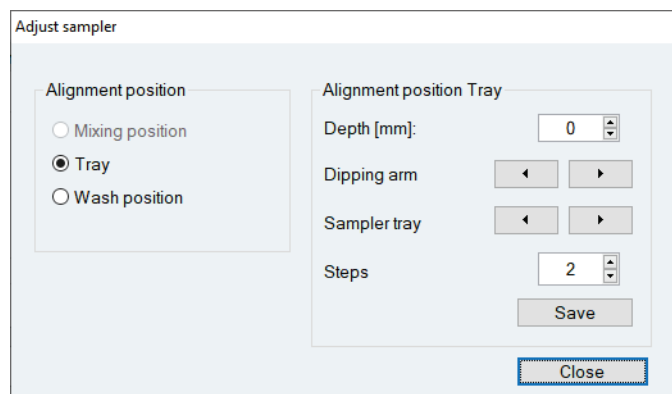 Adjust sampler
Alignment position
Mixing position
Tray
Wash position
Alignment position Tray
Depth [mm]: 0
Dipping arm
Sampler tray
Steps 2
Save
Close